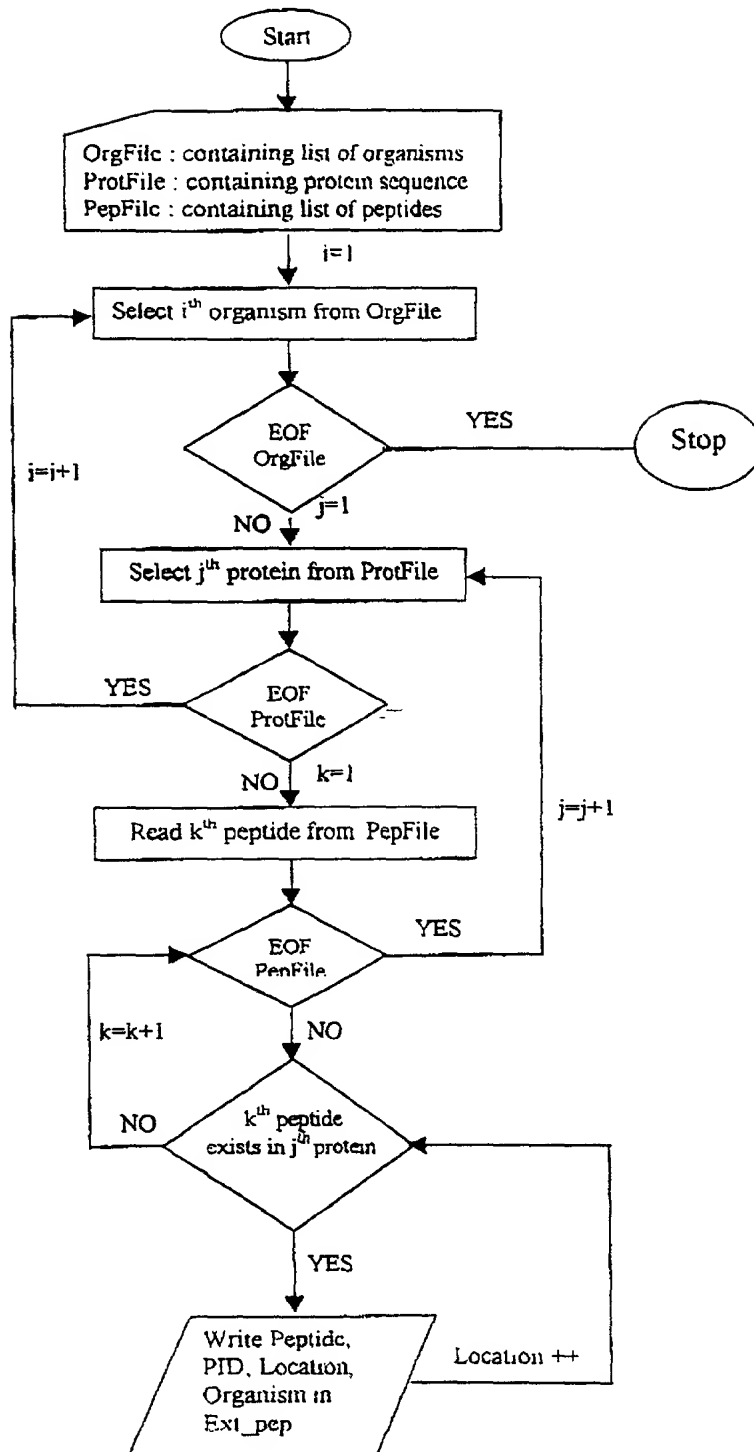 Start
OrgFile : containing list of organisms
ProtFile : containing protein sequence
PepFile : containing list of peptides
i=1
Select i^th organism from OrgFile
EOF
OrgFile
YES
Stop
i=i+1
j=1
NO
Select j^th protein from ProtFile
YES
EOF
ProtFile
NO
k=1
j=j+1
Read k^th peptide from PepFile
EOF
PepFile
YES
k=k+1
NO
NO
k^th peptide
exists in j^th protein
YES
Write Peptide,
PID, Location,
Organism in
Ext_pep
Location ++